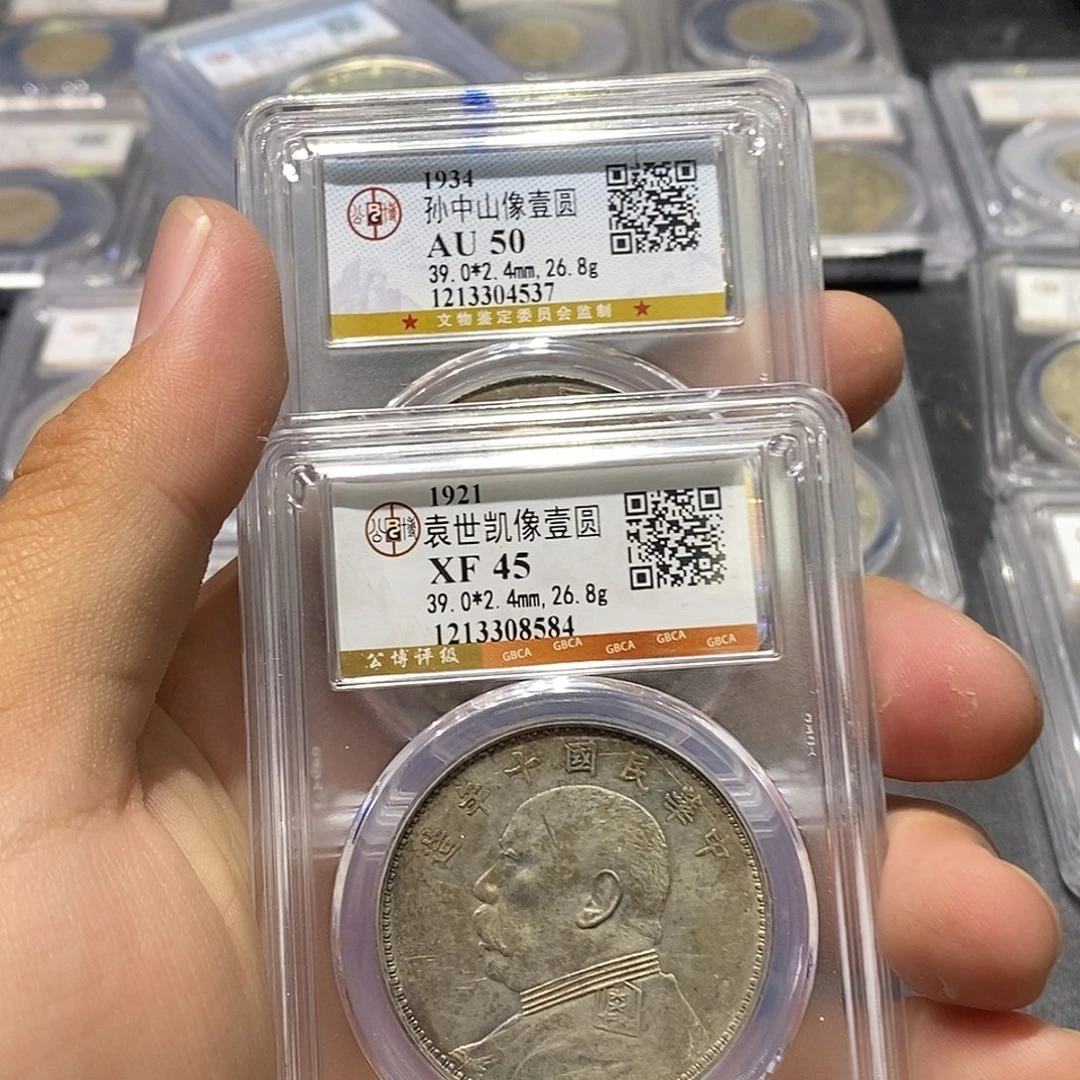 1934
孙中山像壹圆
AU 50
39.0*2.4mm, 26.8g
1213304537
★ 文物鉴定委员会监制 ★
1921
公博
袁世凯像壹圆
XF 45
39.0*2.4mm, 26.8g
1213308584
公博评级 GBCA GBCA GBCA GBCA GBCA
造年十國民華中